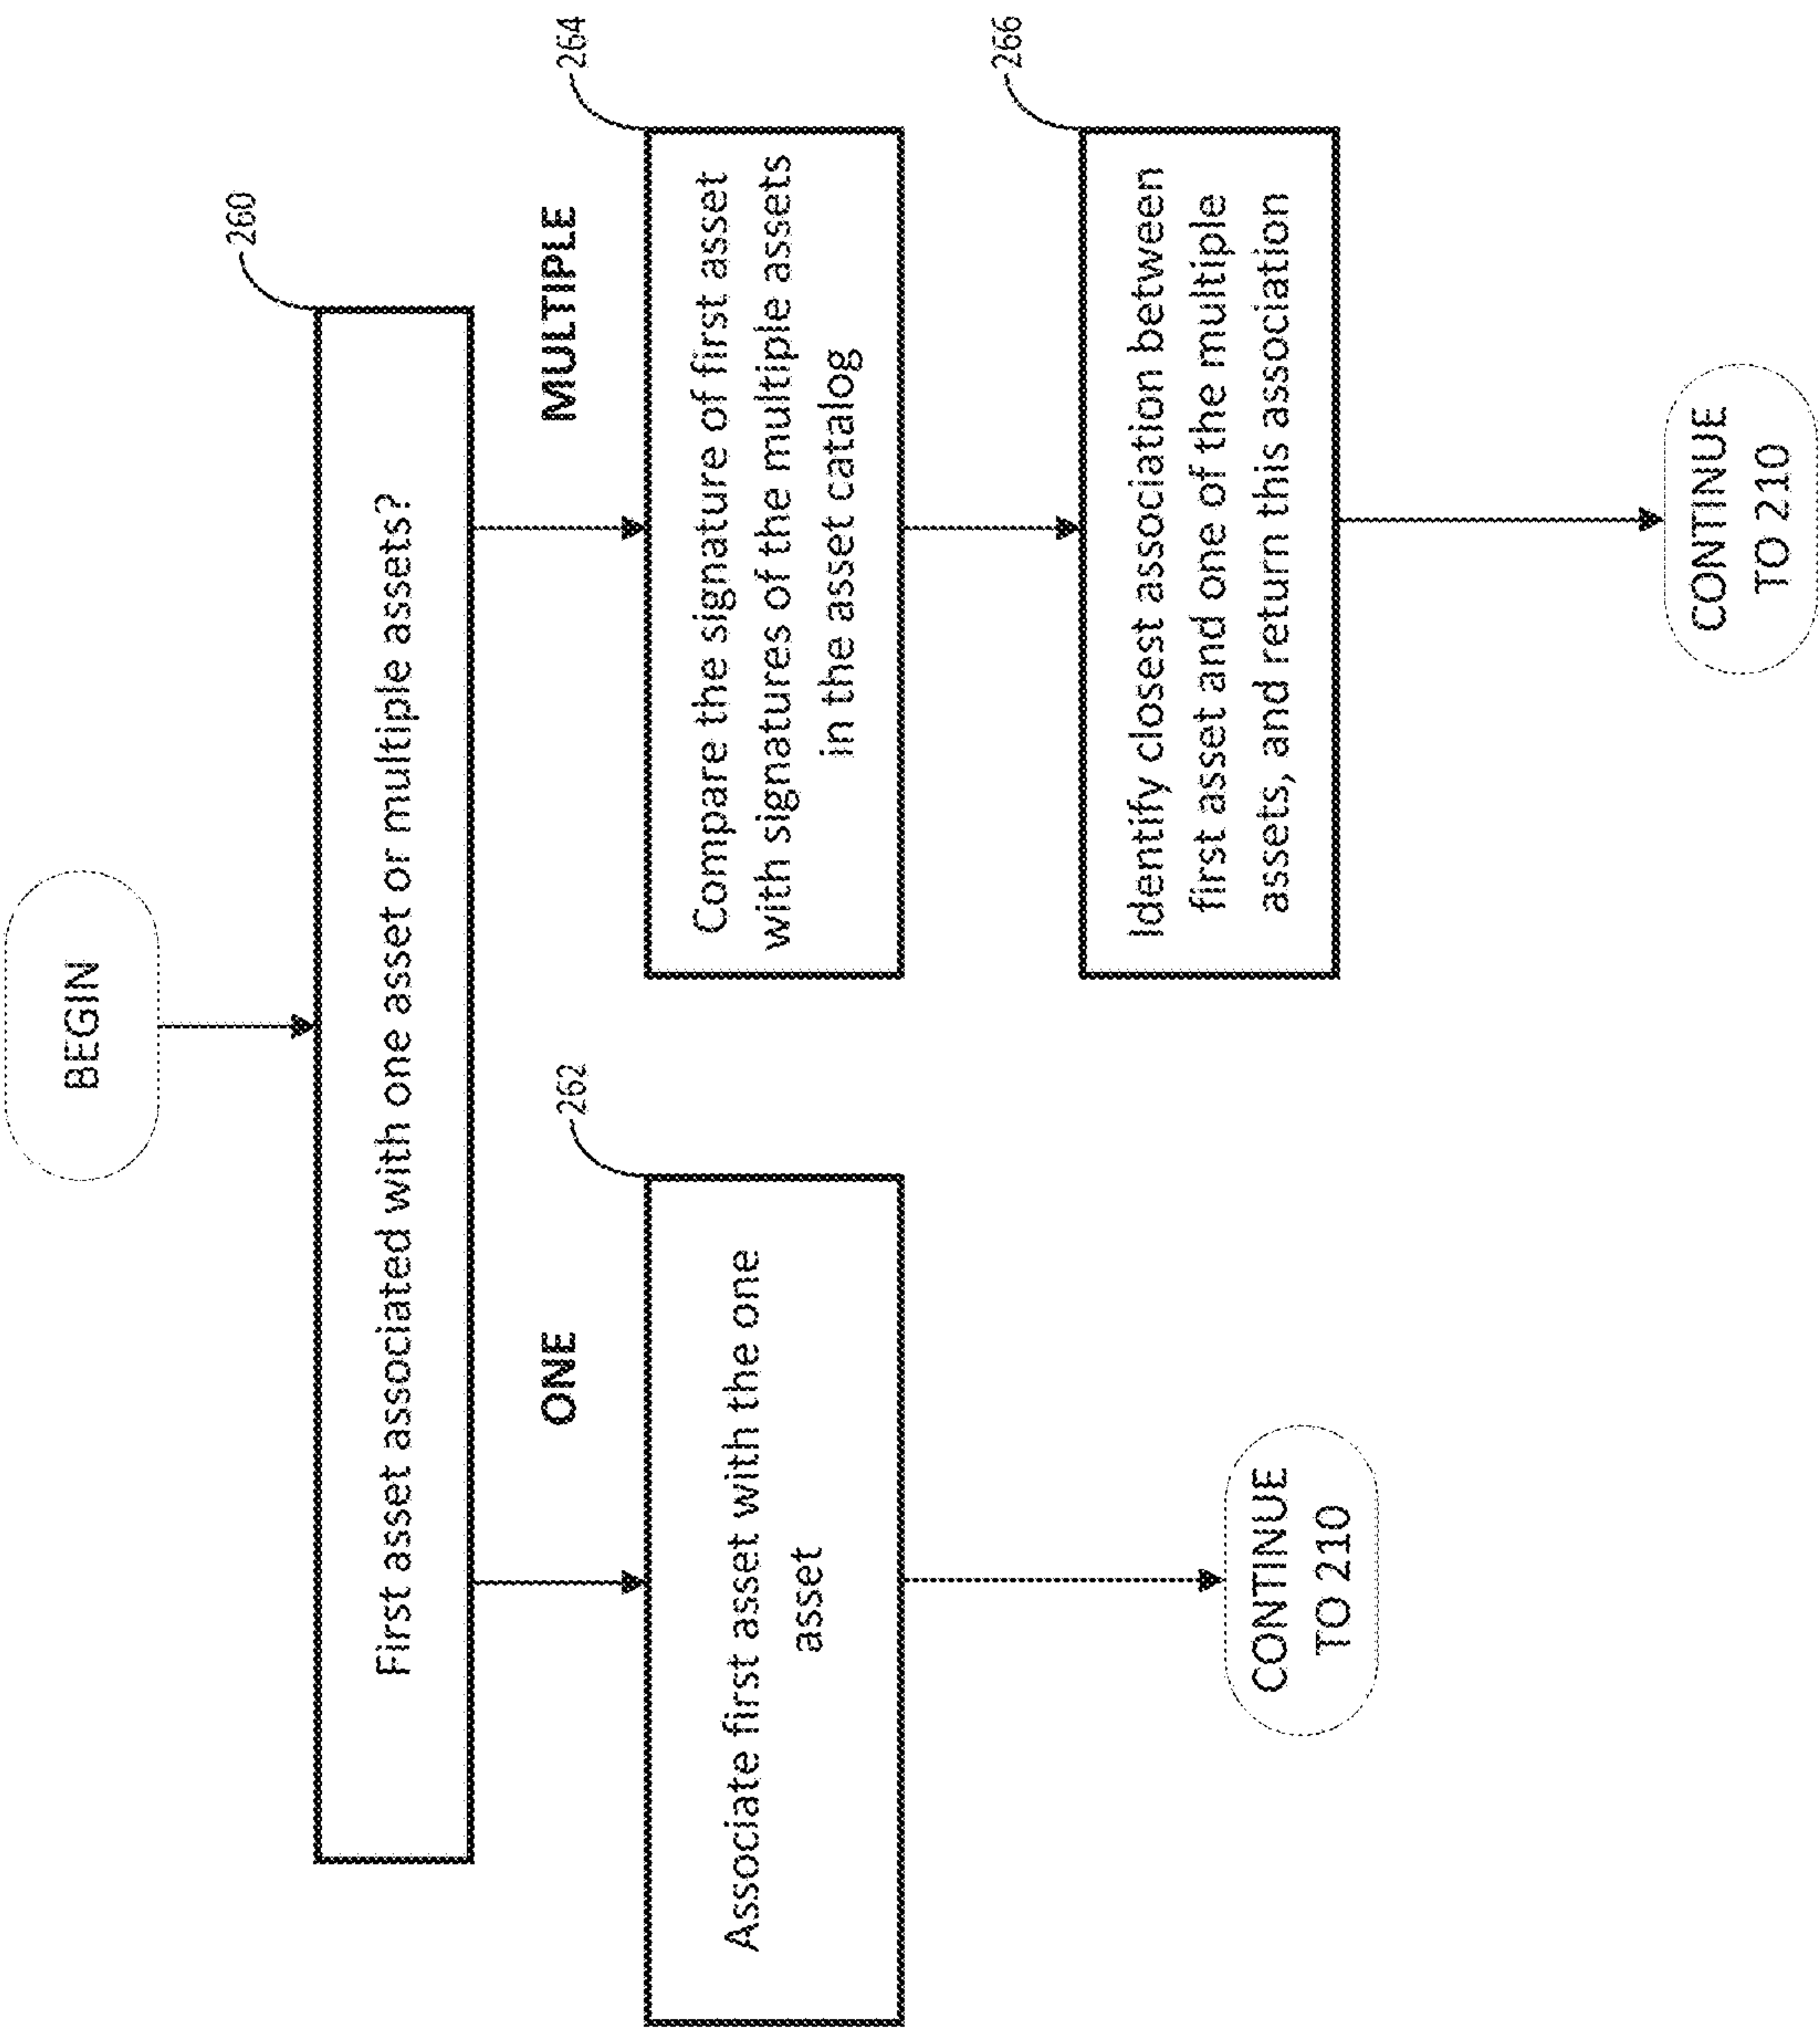 BEGIN
260
First asset associated with one asset or multiple assets?
ONE
MULTIPLE
262
Associate first asset with the one
asset
264
Compare the signature of first asset
with signatures of the multiple assets
in the asset catalog
266
Identify closest association between
first asset and one of the multiple
assets, and return this association
CONTINUE
TO 210
CONTINUE
TO 210